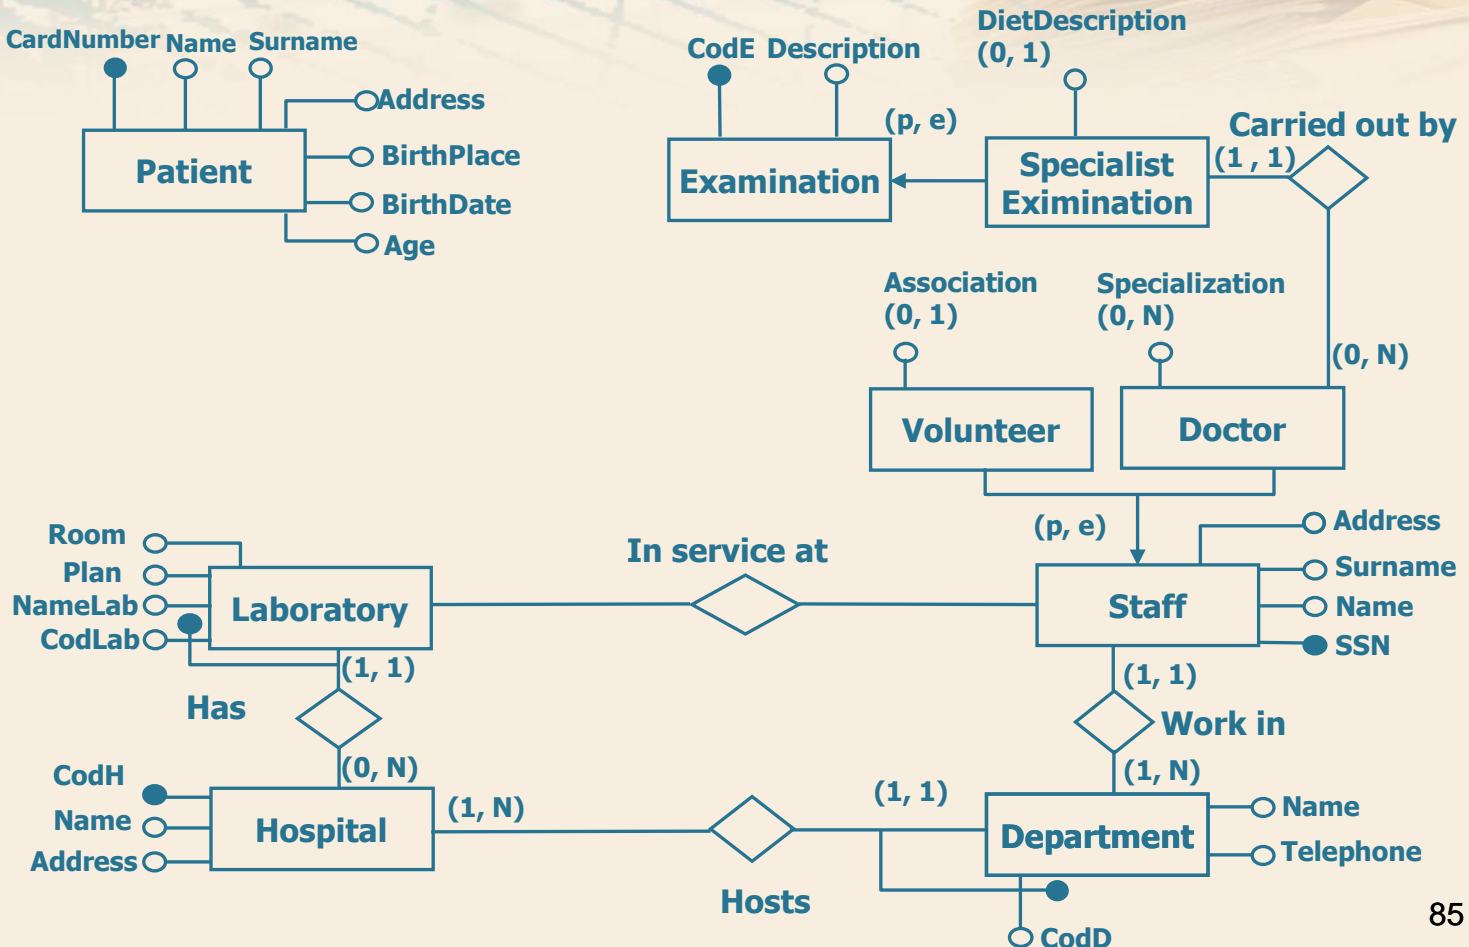 CardNumber Name Surname
Address
BirthPlace
BirthDate
Age
Patient
CodE Description
DietDescription
(0, 1)
(p, e)
Examination
Specialist
Eximination
Carried out by
(1 , 1)
(0, N)
Association
(0, 1)
Specialization
(0, N)
Volunteer
Doctor
(p, e)
Address
Surname
Name
SSN
Staff
In service at
Room
Plan
NameLab
CodLab
Laboratory
(1, 1)
Has
(0, N)
CodH
Name
Address
Hospital
(1, N)
Hosts
(1, 1)
(1, 1)
Work in
(1, N)
Department
Name
Telephone
CodD
85